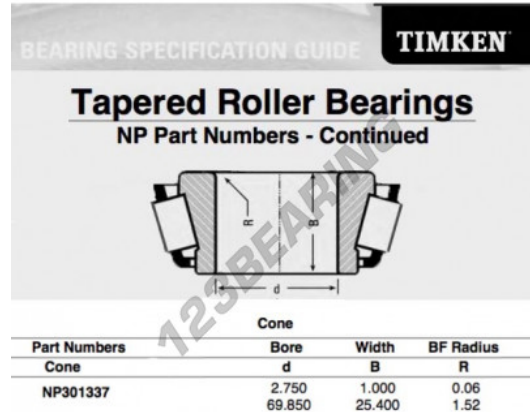 BEARING SPECIFICATION GUIDE
TIMKEN
Tapered Roller Bearings
NP Part Numbers - Continued
R
B
d
123BEARING
Cone
Part Numbers Bore Width BF Radius
Cone d B R
NP301337 2.750 1.000 0.06
69.850 25.400 1.52